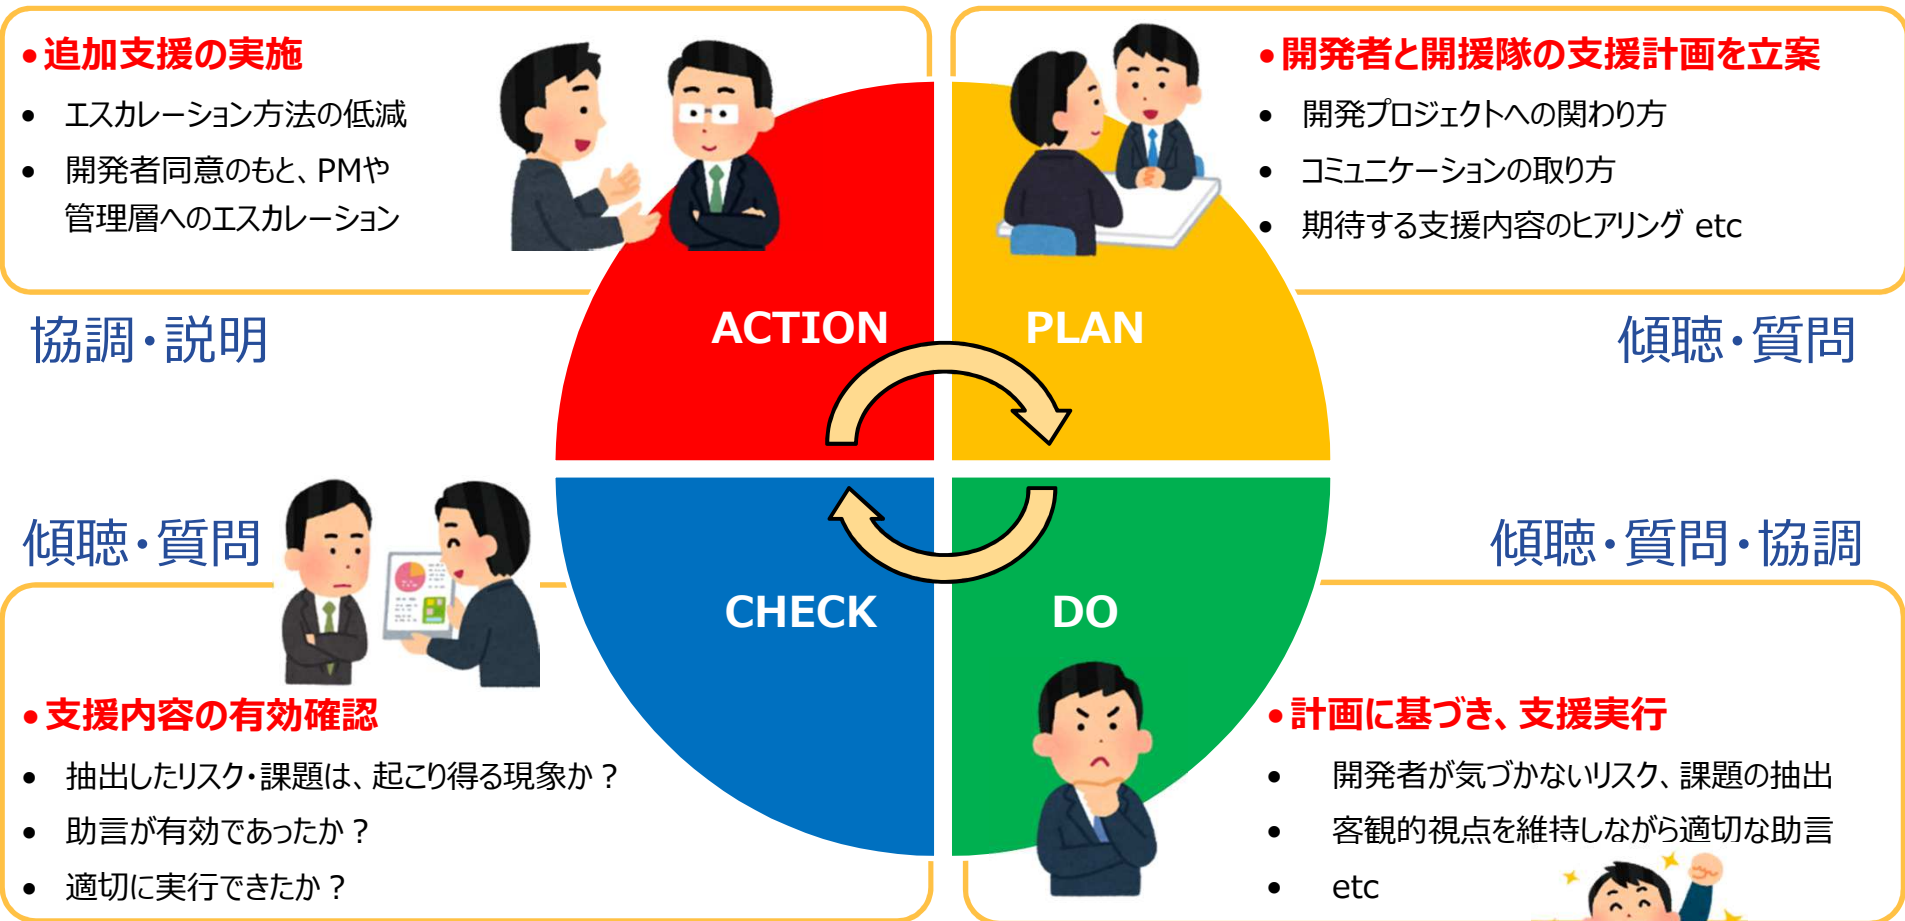 •追加支援の実施
• エスカレーション方法の低減
• 開発者同意のもと、PMや
管理層へのエスカレーション
•開発者と開援隊の支援計画を立案
• 開発プロジェクトへの関わり方
• コミュニケーションの取り方
• 期待する支援内容のヒアリング etc
協調・説明
ACTION
PLAN
傾聴・質問
傾聴・質問
CHECK
DO
傾聴・質問・協調
•支援内容の有効確認
• 抽出したリスク・課題は、起こり得る現象か？
• 助言が有効であったか？
• 適切に実行できたか？
•計画に基づき、支援実行
• 開発者が気づかないリスク、課題の抽出
• 客観的視点を維持しながら適切な助言
• etc